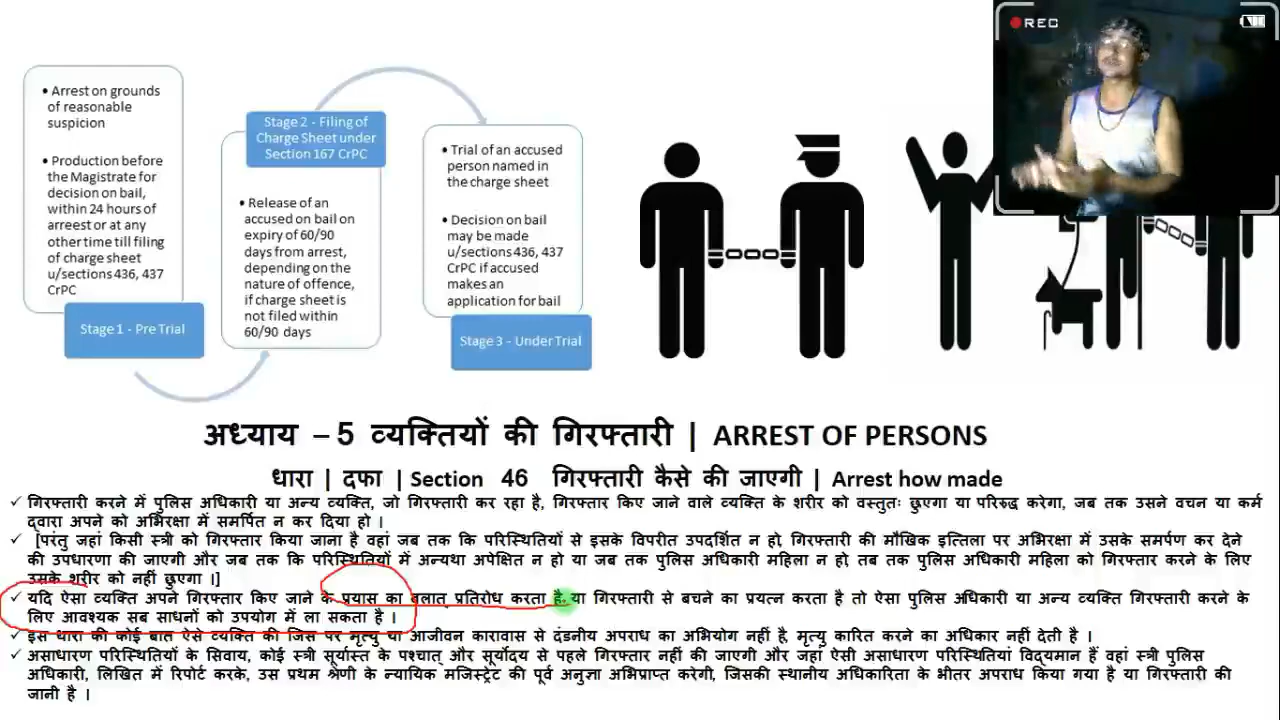 REC
• Arrest on grounds
of reasonable
suspicion
• Production before
the Magistrate for
decision on bail,
within 24 hours of
arreest or at any
other time till filing
of charge sheet
u/sections 436, 437
CrPC
Stage 1 - Pre Trial
Stage 2 - Filing of
Charge Sheet under
Section 167 CrPC
• Release of an
accused on bail on
expiry of 60/90
days from arrest,
depending on the
nature of offence,
if charge sheet is
not filed within
60/90 days
• Trial of an accused
person named in
the charge sheet
• Decision on bail
may be made
u/sections 436, 437
CrPC if accused
makes an
application for bail
Stage 3 - Under Trial
अध्याय – 5 व्यक्तियों की गिरफ्तारी | ARREST OF PERSONS
धारा | दफा | Section 46 गिरफ्तारी कैसे की जाएगी | Arrest how made
✓ गिरफ्तारी करने में पुलिस अधिकारी या अन्य व्यक्ति, जो गिरफ्तारी कर रहा है, गिरफ्तार किए जाने वाले व्यक्ति के शरीर को वस्तुतः छुएगा या परिरुद्ध करेगा, जब तक उसने वचन या कर्म
द्वारा अपने को अभिरक्षा में समर्पित न कर दिया हो ।
✓ [परंतु जहां किसी स्त्री को गिरफ्तार किया जाना है वहां जब तक कि परिस्थितियों से इसके विपरीत उपदर्शित न हो, गिरफ्तारी की मौखिक इत्तिला पर अभिरक्षा में उसके समर्पण कर देने
की उपधारणा की जाएगी और जब तक कि परिस्थितियों में अन्यथा अपेक्षित न हो या जब तक पुलिस अधिकारी महिला न हो, तब तक पुलिस अधिकारी महिला को गिरफ्तार करने के लिए
उसके शरीर को नहीं छुएगा ।]
✓ यदि ऐसा व्यक्ति अपने गिरफ्तार किए जाने के प्रयास का बलात् प्रतिरोध करता है, या गिरफ्तारी से बचने का प्रयत्न करता है तो ऐसा पुलिस अधिकारी या अन्य व्यक्ति गिरफ्तारी करने के
लिए आवश्यक सब साधनों को उपयोग में ला सकता है ।
✓ इस धारा की कोई बात ऐसे व्यक्ति की जिस पर मृत्यु या आजीवन कारावास से दंडनीय अपराध का अभियोग नहीं है, मृत्यु कारित करने का अधिकार नहीं देती है ।
✓ असाधारण परिस्थितियों के सिवाय, कोई स्त्री सूर्यास्त के पश्चात् और सूर्योदय से पहले गिरफ्तार नहीं की जाएगी और जहां ऐसी असाधारण परिस्थितियां विद्यमान हैं वहां स्त्री पुलिस
अधिकारी, लिखित में रिपोर्ट करके, उस प्रथम श्रेणी के न्यायिक मजिस्ट्रेट की पूर्व अनुज्ञा अभिप्राप्त करेगी, जिसकी स्थानीय अधिकारिता के भीतर अपराध किया गया है या गिरफ्तारी की
जानी है ।